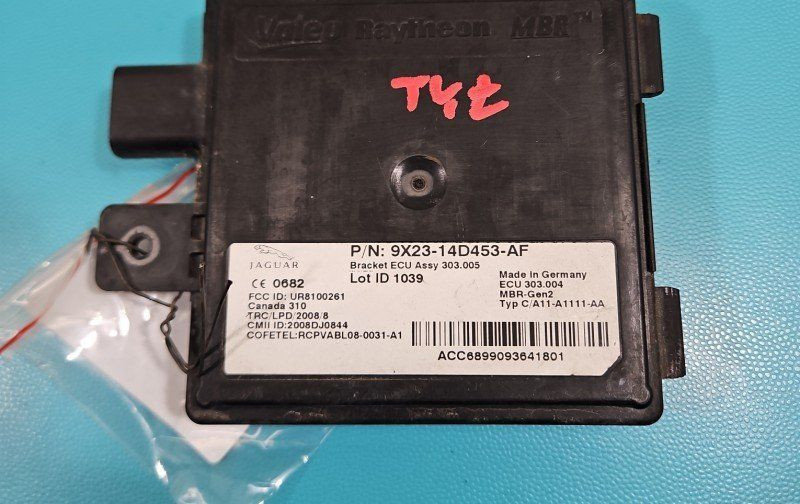 Valeo Raytheon MBR™
TYŁ
P/N: 9X23-14D453-AF
Bracket ECU Assy 303.005
JAGUAR
Lot ID 1039
Made In Germany
CE 0682
ECU 303.004
FCC ID: UR8100261
MBR-Gen2
Canada 310
Typ C/A11-A1111-AA
TRC/LPD/2008/8
CMII ID:2008DJ0844
COFETEL:RCPVABL08-0031-A1
ACC6899093641801